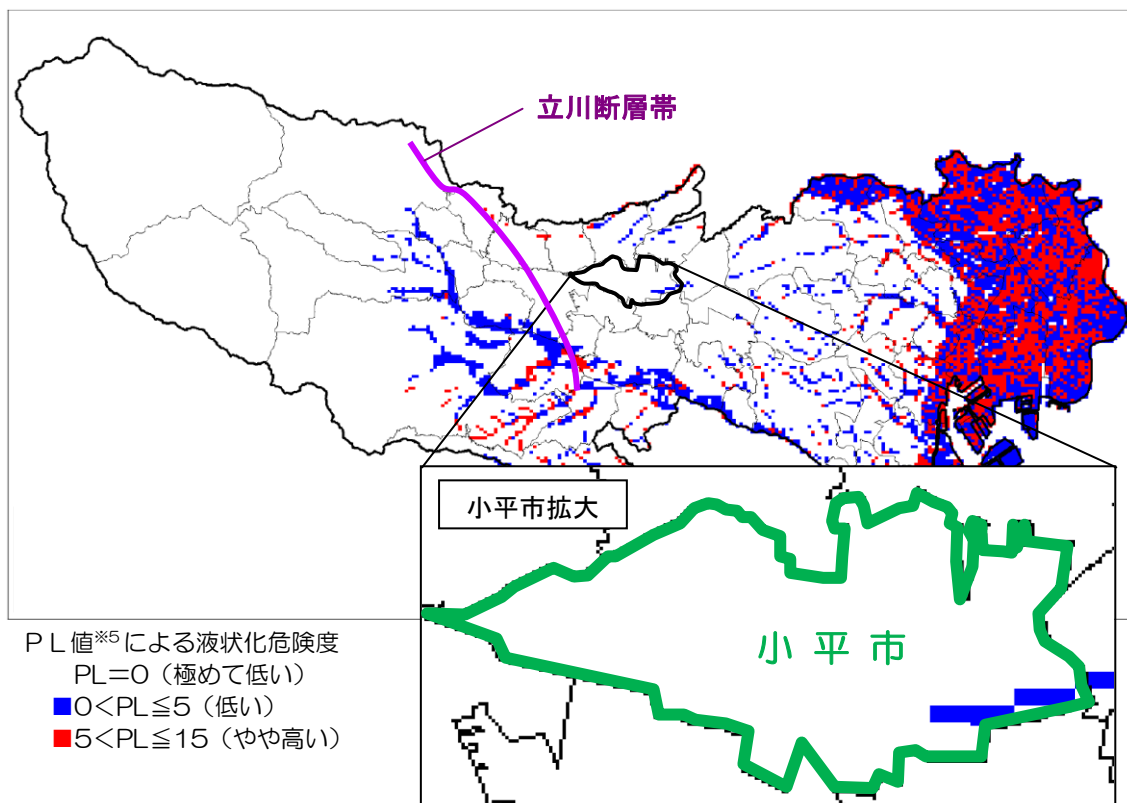 立川断層帯
小平市拡大
小平市
PL値※5による液状化危険度
PL=0（極めて低い）
■0<PL≦5（低い）
■5<PL≦15（やや高い）